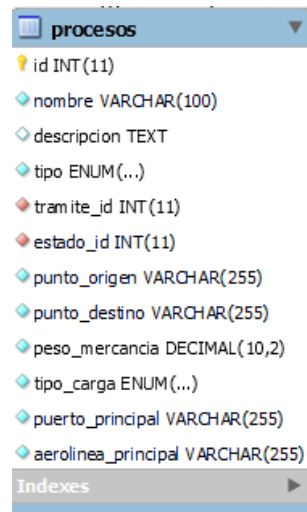 procesos
id INT(11)
nombre VARCHAR(100)
descripcion TEXT
tipo ENUM(...)
tramite_id INT(11)
estado_id INT(11)
punto_origen VARCHAR(255)
punto_destino VARCHAR(255)
peso_mercancia DECIMAL(10,2)
tipo_carga ENUM(...)
puerto_principal VARCHAR(255)
aerolinea_principal VARCHAR(255)
Indexes